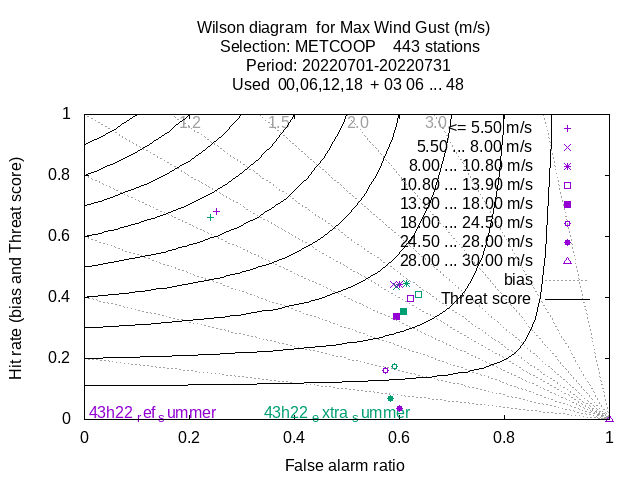 Wilson diagram  for Max Wind Gust (m/s)
Selection: METCOOP    443 stations
Period: 20220701-20220731
Used  00,06,12,18  + 03 06 ... 48
1.2 1.5 2.0 3.0
<= 5.50 m/s
5.50 ... 8.00 m/s
8.00 ... 10.80 m/s
10.80 ... 13.90 m/s
13.90 ... 18.00 m/s
18.00 ... 24.50 m/s
24.50 ... 28.00 m/s
28.00 ... 30.00 m/s
bias
Threat score
1
0.8
0.6
0.4
0.2
0
Hit rate (bias and Threat score)
43h22ref summer 43h22extra summer
0 0.2 0.4 0.6 0.8 1
False alarm ratio